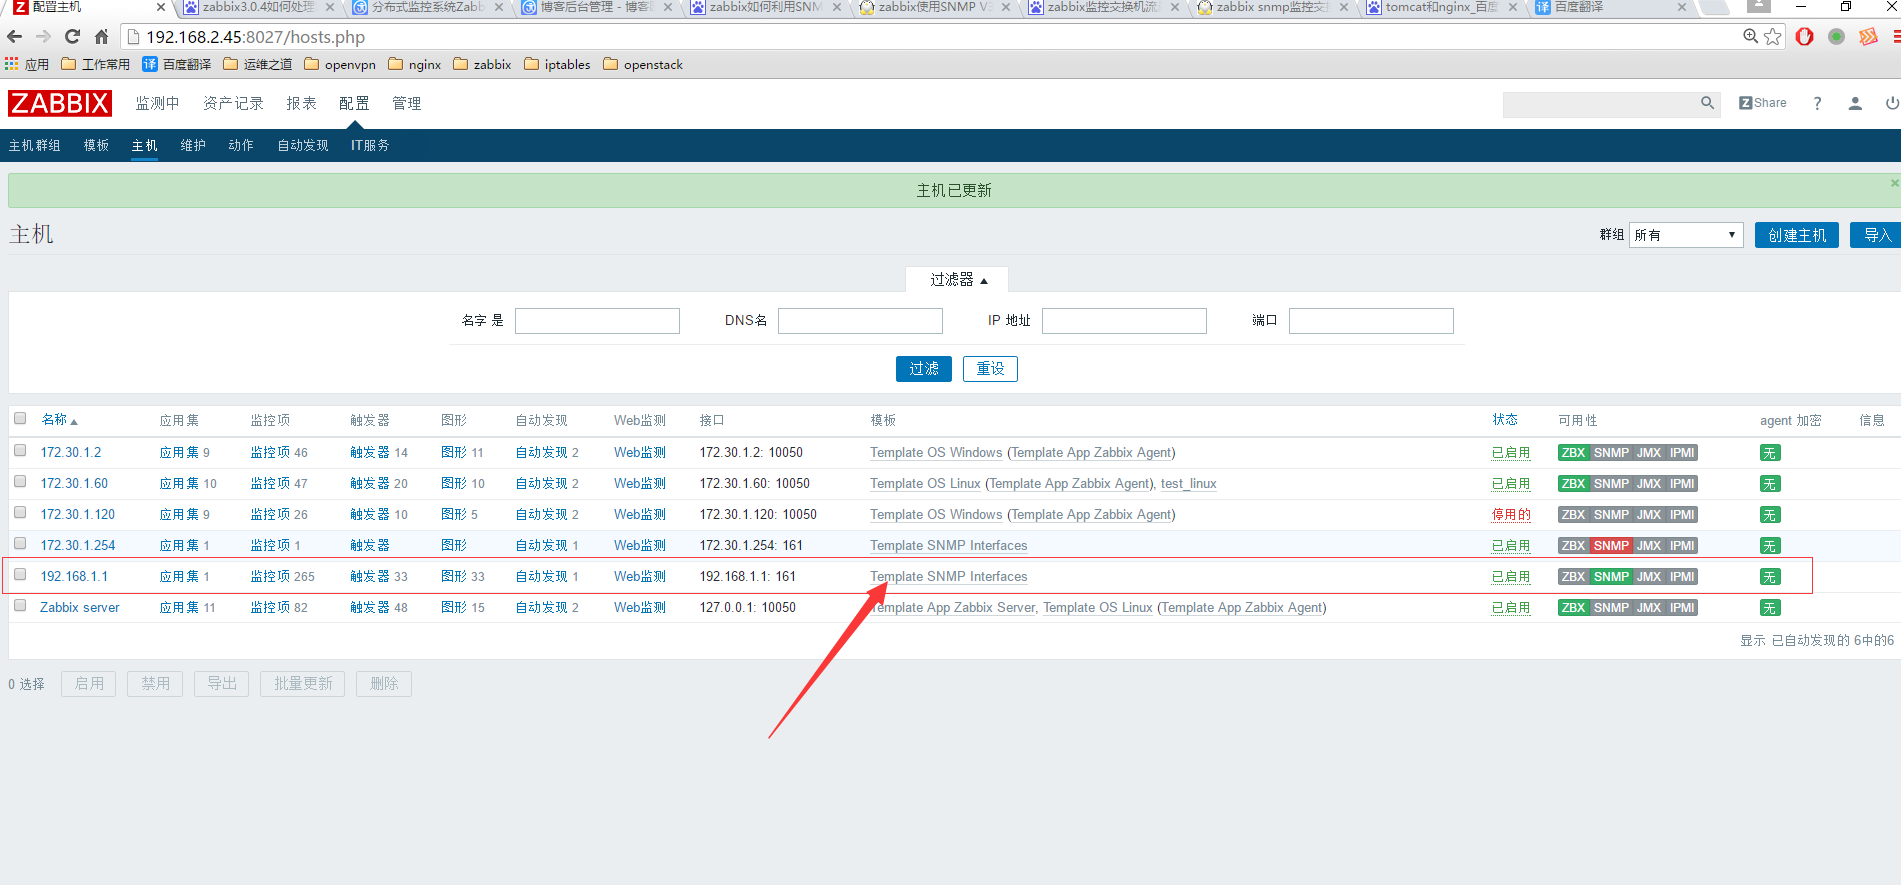 配置主机
zabbix3.0.4如何处理
分布式监控系统Zabb
博客后台管理 - 博客
zabbix如何利用SNM
zabbix使用SNMP V3
zabbix监控交换机流
zabbix snmp监控交
tomcat和nginx_百度
百度翻译
192.168.2.45:8027/hosts.php
应用 工作常用 译 百度翻译 运维之道 openvpn nginx zabbix iptables openstack
ZABBIX 监测中 资产记录 报表 配置 管理 Z Share ?
主机群组 模板 主机 维护 动作 自动发现 IT服务
主机已更新
主机 群组 所有 创建主机 导入
过滤器
名字 是 DNS名 IP 地址 端口
过滤 重设
名称 应用集 监控项 触发器 图形 自动发现 Web监测 接口 模板 状态 可用性 agent 加密 信息
172.30.1.2 应用集 9 监控项 46 触发器 14 图形 11 自动发现 2 Web监测 172.30.1.2: 10050 Template OS Windows (Template App Zabbix Agent) 已启用 ZBX SNMP JMX IPMI 无
172.30.1.60 应用集 10 监控项 47 触发器 20 图形 10 自动发现 2 Web监测 172.30.1.60: 10050 Template OS Linux (Template App Zabbix Agent), test_linux 已启用 ZBX SNMP JMX IPMI 无
172.30.1.120 应用集 9 监控项 26 触发器 10 图形 5 自动发现 2 Web监测 172.30.1.120: 10050 Template OS Windows (Template App Zabbix Agent) 停用的 ZBX SNMP JMX IPMI 无
172.30.1.254 应用集 1 监控项 1 触发器 图形 自动发现 1 Web监测 172.30.1.254: 161 Template SNMP Interfaces 已启用 ZBX SNMP JMX IPMI 无
192.168.1.1 应用集 1 监控项 265 触发器 33 图形 33 自动发现 1 Web监测 192.168.1.1: 161 Template SNMP Interfaces 已启用 ZBX SNMP JMX IPMI 无
Zabbix server 应用集 11 监控项 82 触发器 48 图形 15 自动发现 2 Web监测 127.0.0.1: 10050 Template App Zabbix Server, Template OS Linux (Template App Zabbix Agent) 已启用 ZBX SNMP JMX IPMI 无
显示 已自动发现的 6中的6
0 选择 启用 禁用 导出 批量更新 删除